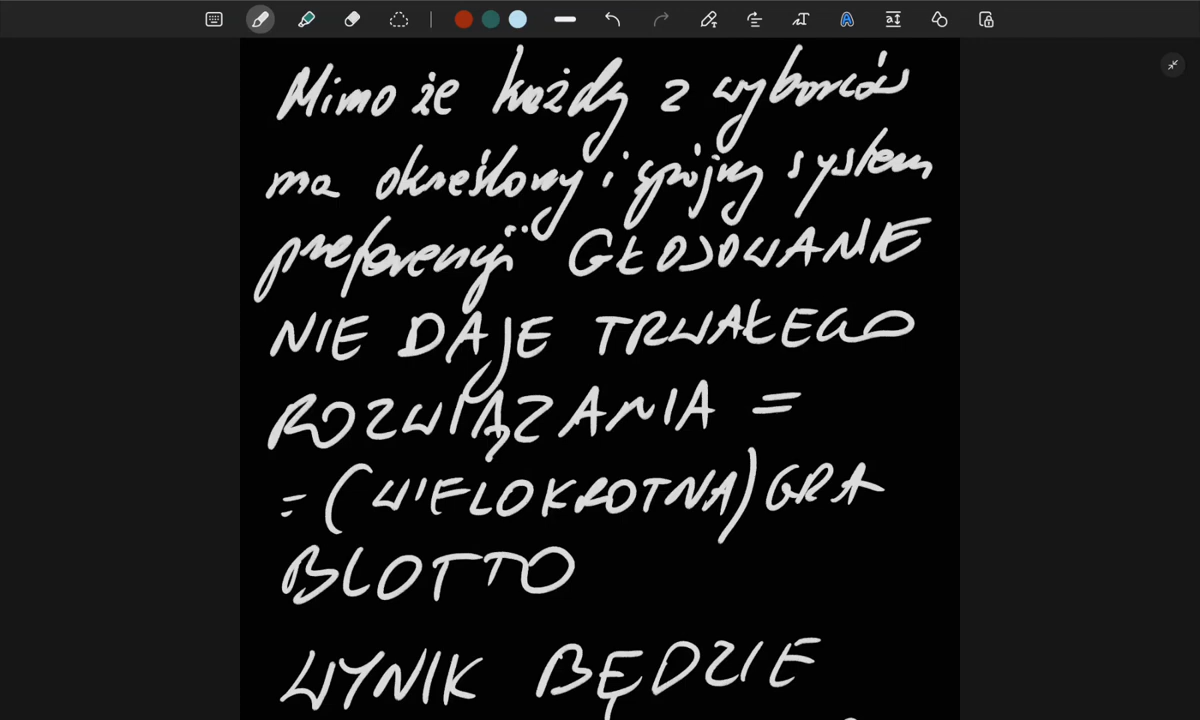 Mimo że każdy z wyborców
ma określony i spójny system
preferencji GŁOSOWANIE
NIE DAJE TRWAŁEGO
ROZWIĄZANIA =
= (WIELOKROTNA) GRA
BLOTTO
WYNIK BĘDZIE